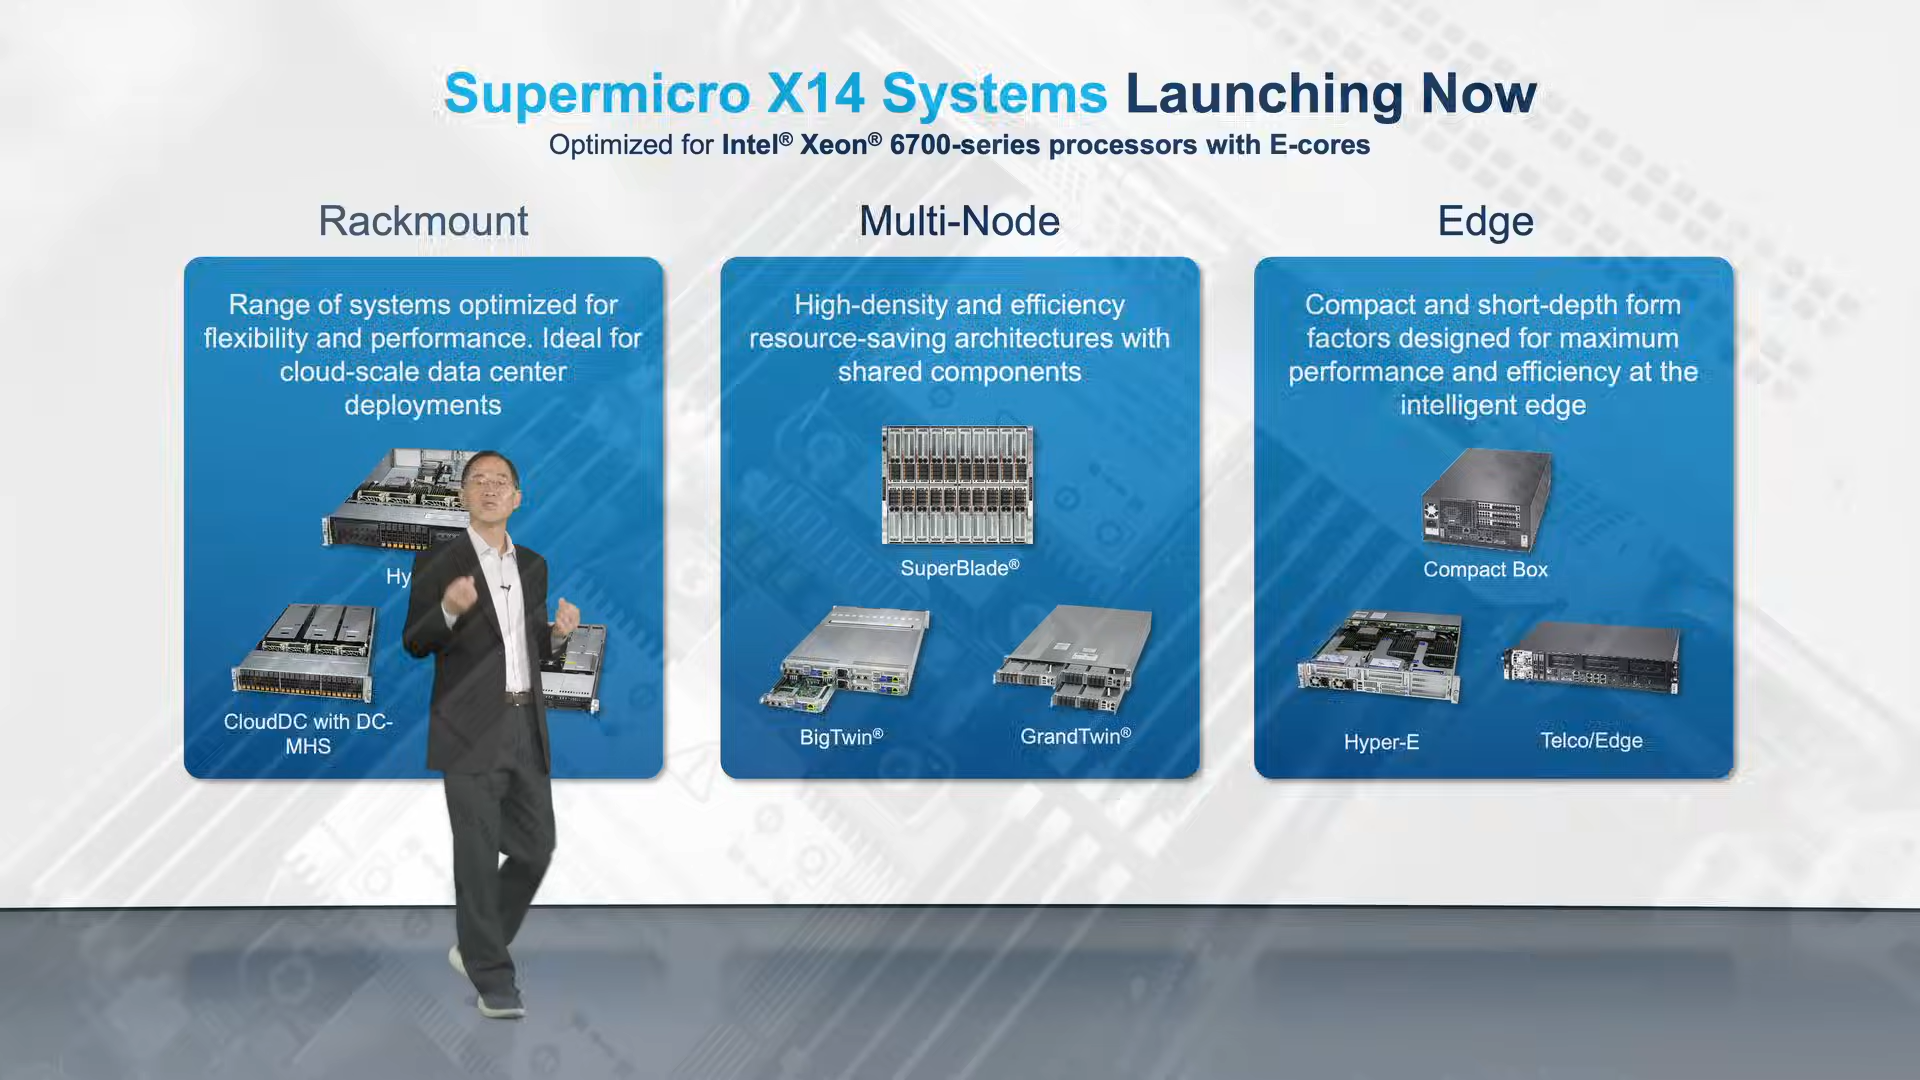 Supermicro X14 Systems Launching Now
Optimized for Intel® Xeon® 6700-series processors with E-cores
Rackmount
Range of systems optimized for
flexibility and performance. Ideal for
cloud-scale data center
deployments
CloudDC with DC-
MHS
Multi-Node
High-density and efficiency
resource-saving architectures with
shared components
SuperBlade®
BigTwin®
GrandTwin®
Edge
Compact and short-depth form
factors designed for maximum
performance and efficiency at the
intelligent edge
Compact Box
Hyper-E
Telco/Edge